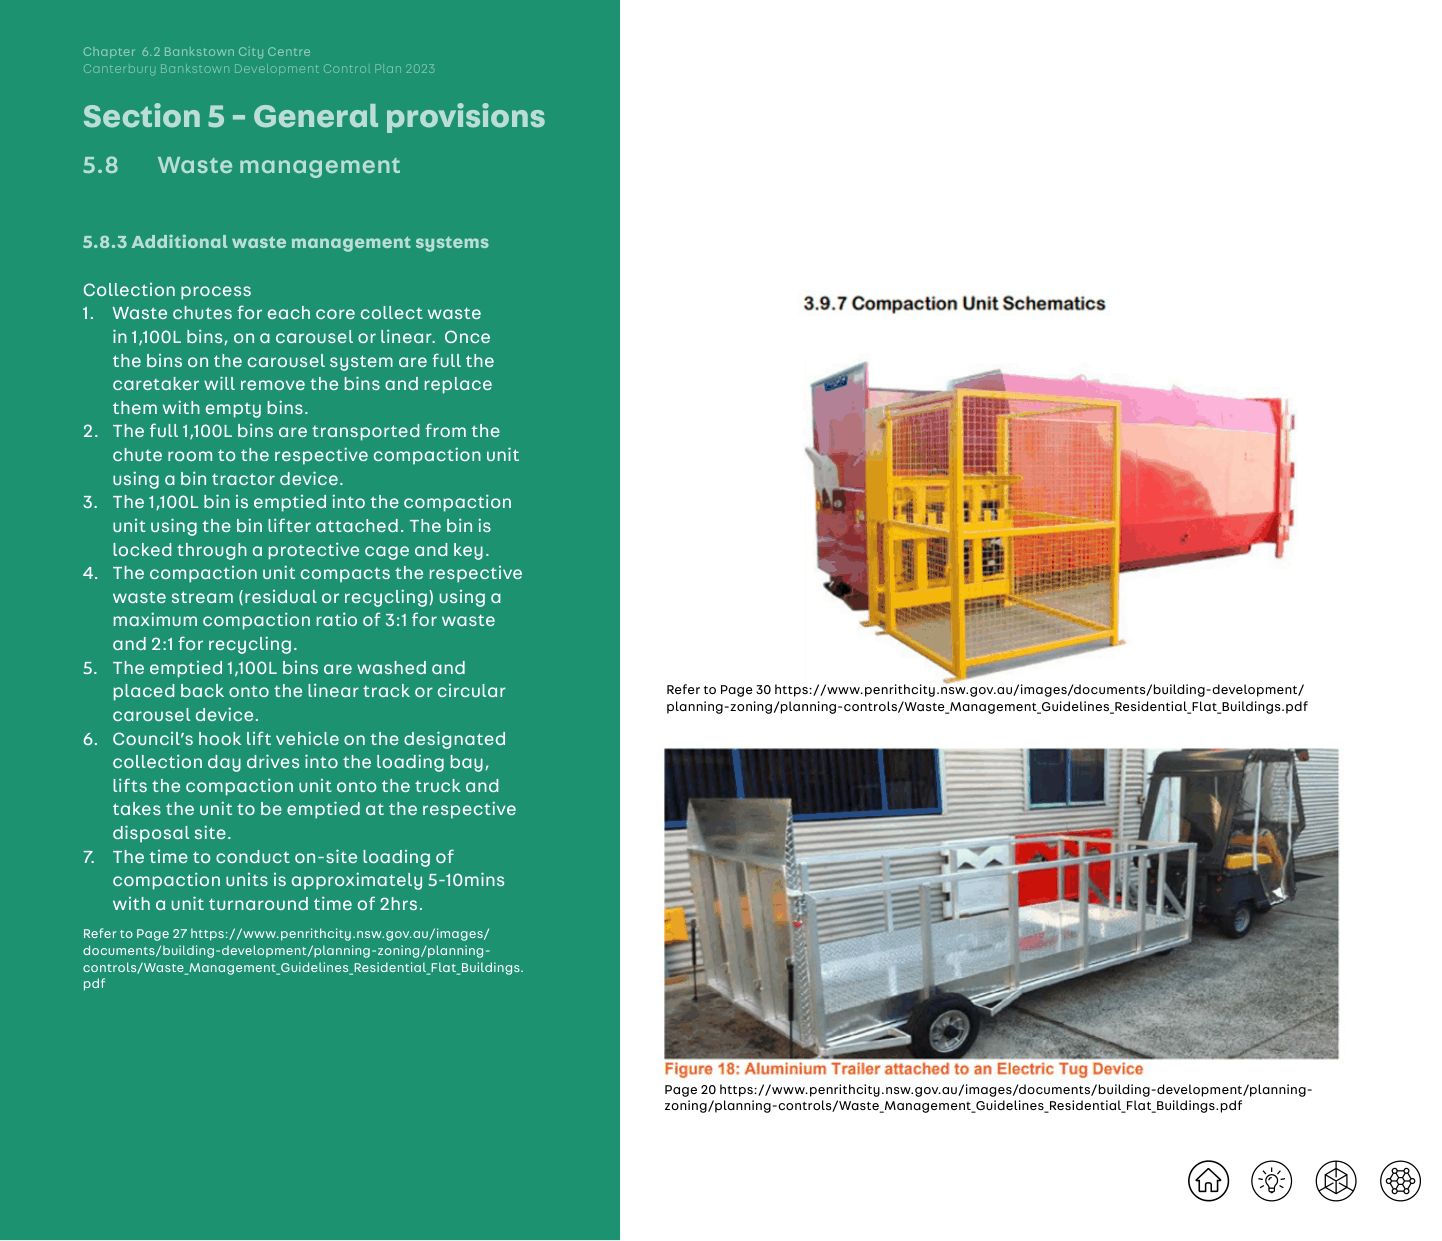 Chapter  6.2 Bankstown City Centre
Canterbury Bankstown Development Control Plan 2023
Section 5 - General provisions
5.8 Waste management
5.8.3 Additional waste management systems
Collection process
1. Waste chutes for each core collect waste
in 1,100L bins, on a carousel or linear.  Once
the bins on the carousel system are full the
caretaker will remove the bins and replace
them with empty bins.
2. The full 1,100L bins are transported from the
chute room to the respective compaction unit
using a bin tractor device.
3. The 1,100L bin is emptied into the compaction
unit using the bin lifter attached. The bin is
locked through a protective cage and key.
4. The compaction unit compacts the respective
waste stream (residual or recycling) using a
maximum compaction ratio of 3:1 for waste
and 2:1 for recycling.
5. The emptied 1,100L bins are washed and
placed back onto the linear track or circular
carousel device.
6. Council's hook lift vehicle on the designated
collection day drives into the loading bay,
lifts the compaction unit onto the truck and
takes the unit to be emptied at the respective
disposal site.
7. The time to conduct on-site loading of
compaction units is approximately 5-10mins
with a unit turnaround time of 2hrs.
Refer to Page 27 https://www.penrithcity.nsw.gov.au/images/
documents/building-development/planning-zoning/planning-
controls/Waste_Management_Guidelines_Residential_Flat_Buildings.
pdf
3.9.7 Compaction Unit Schematics
Refer to Page 30 https://www.penrithcity.nsw.gov.au/images/documents/building-development/
planning-zoning/planning-controls/Waste_Management_Guidelines_Residential_Flat_Buildings.pdf
Figure 18: Aluminium Trailer attached to an Electric Tug Device
Page 20 https://www.penrithcity.nsw.gov.au/images/documents/building-development/planning-
zoning/planning-controls/Waste_Management_Guidelines_Residential_Flat_Buildings.pdf